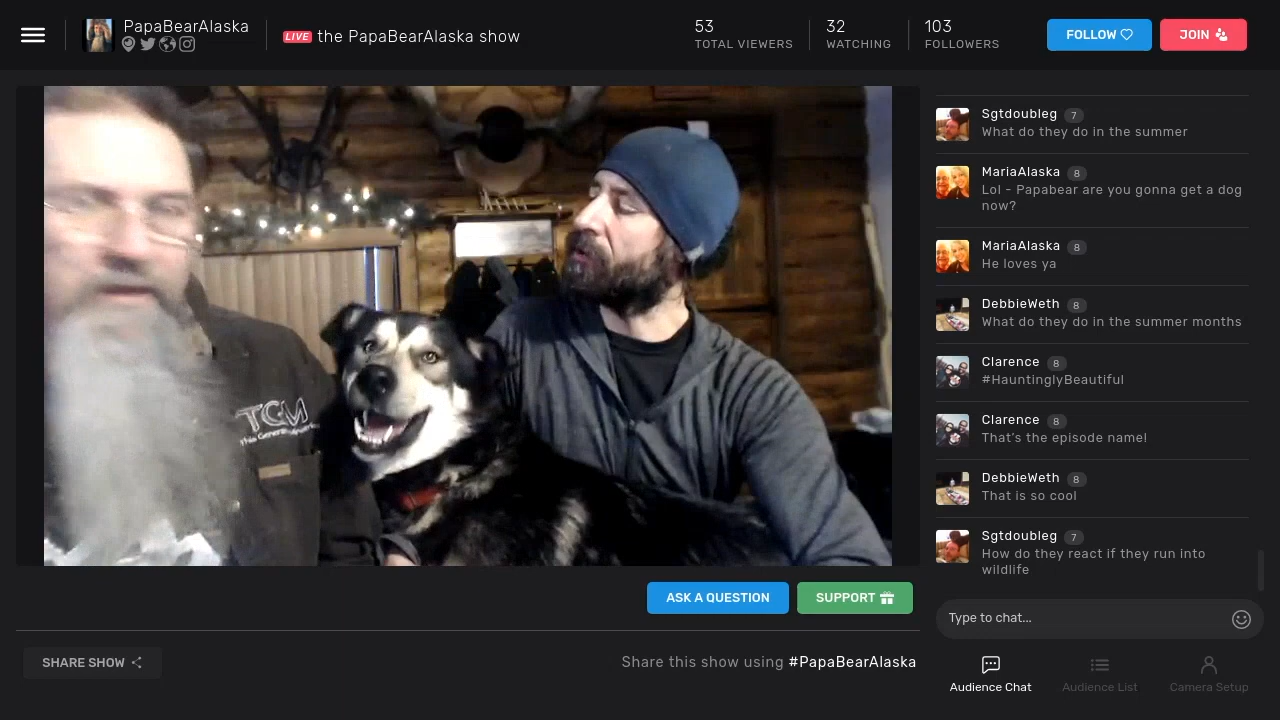 PapaBearAlaska
LIVE the PapaBearAlaska show
53
TOTAL VIEWERS
32
WATCHING
103
FOLLOWERS
FOLLOW
JOIN
TCM
Sgtdoubleg 7
What do they do in the summer
MariaAlaska 8
Lol - Papabear are you gonna get a dog
now?
MariaAlaska 8
He loves ya
DebbieWeth 8
What do they do in the summer months
Clarence 8
#HauntinglyBeautiful
Clarence 8
That's the episode name!
DebbieWeth 8
That is so cool
Sgtdoubleg 7
How do they react if they run into
wildlife
Type to chat...
ASK A QUESTION
SUPPORT
SHARE SHOW
Share this show using #PapaBearAlaska
Audience Chat
Audience List
Camera Setup